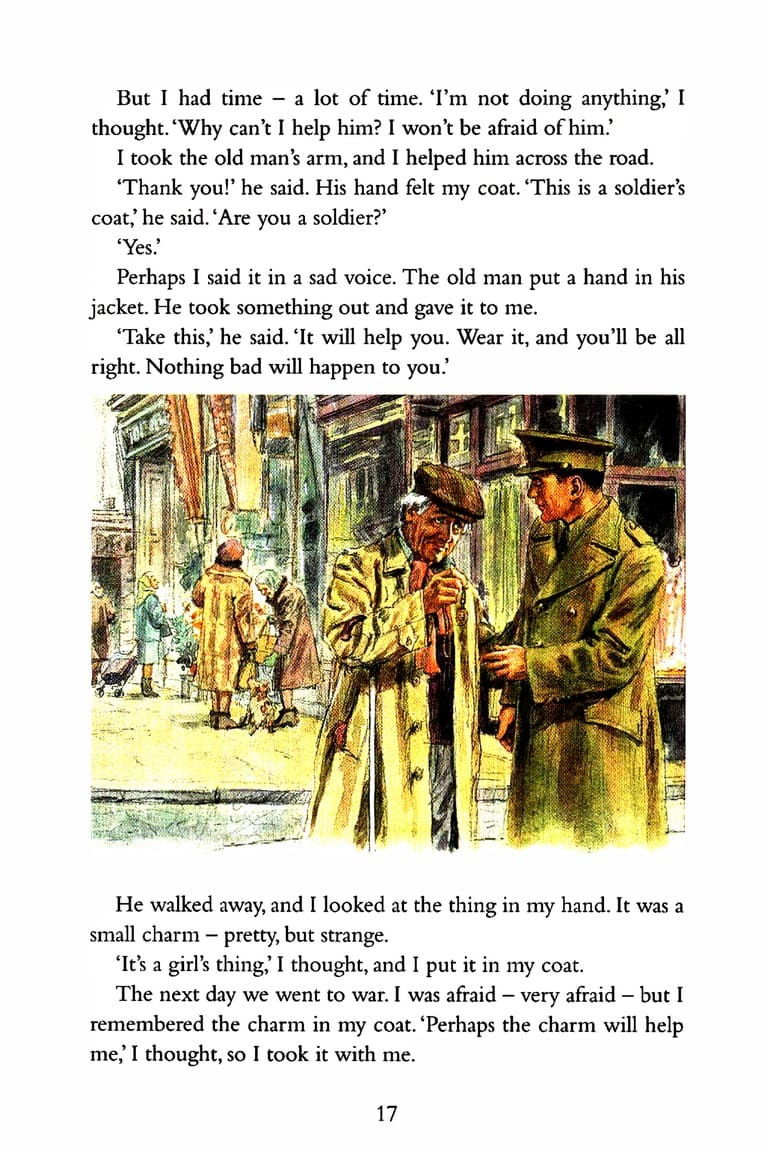 But I had time – a lot of time. ‘I’m not doing anything,’ I
thought. ‘Why can’t I help him? I won’t be afraid of him.’
I took the old man’s arm, and I helped him across the road.
‘Thank you!’ he said. His hand felt my coat. ‘This is a soldier’s
coat,’ he said. ‘Are you a soldier?’
‘Yes.’
Perhaps I said it in a sad voice. The old man put a hand in his
jacket. He took something out and gave it to me.
‘Take this,’ he said. ‘It will help you. Wear it, and you’ll be all
right. Nothing bad will happen to you.’
He walked away, and I looked at the thing in my hand. It was a
small charm – pretty, but strange.
‘It’s a girl’s thing,’ I thought, and I put it in my coat.
The next day we went to war. I was afraid – very afraid – but I
remembered the charm in my coat. ‘Perhaps the charm will help
me,’ I thought, so I took it with me.
17